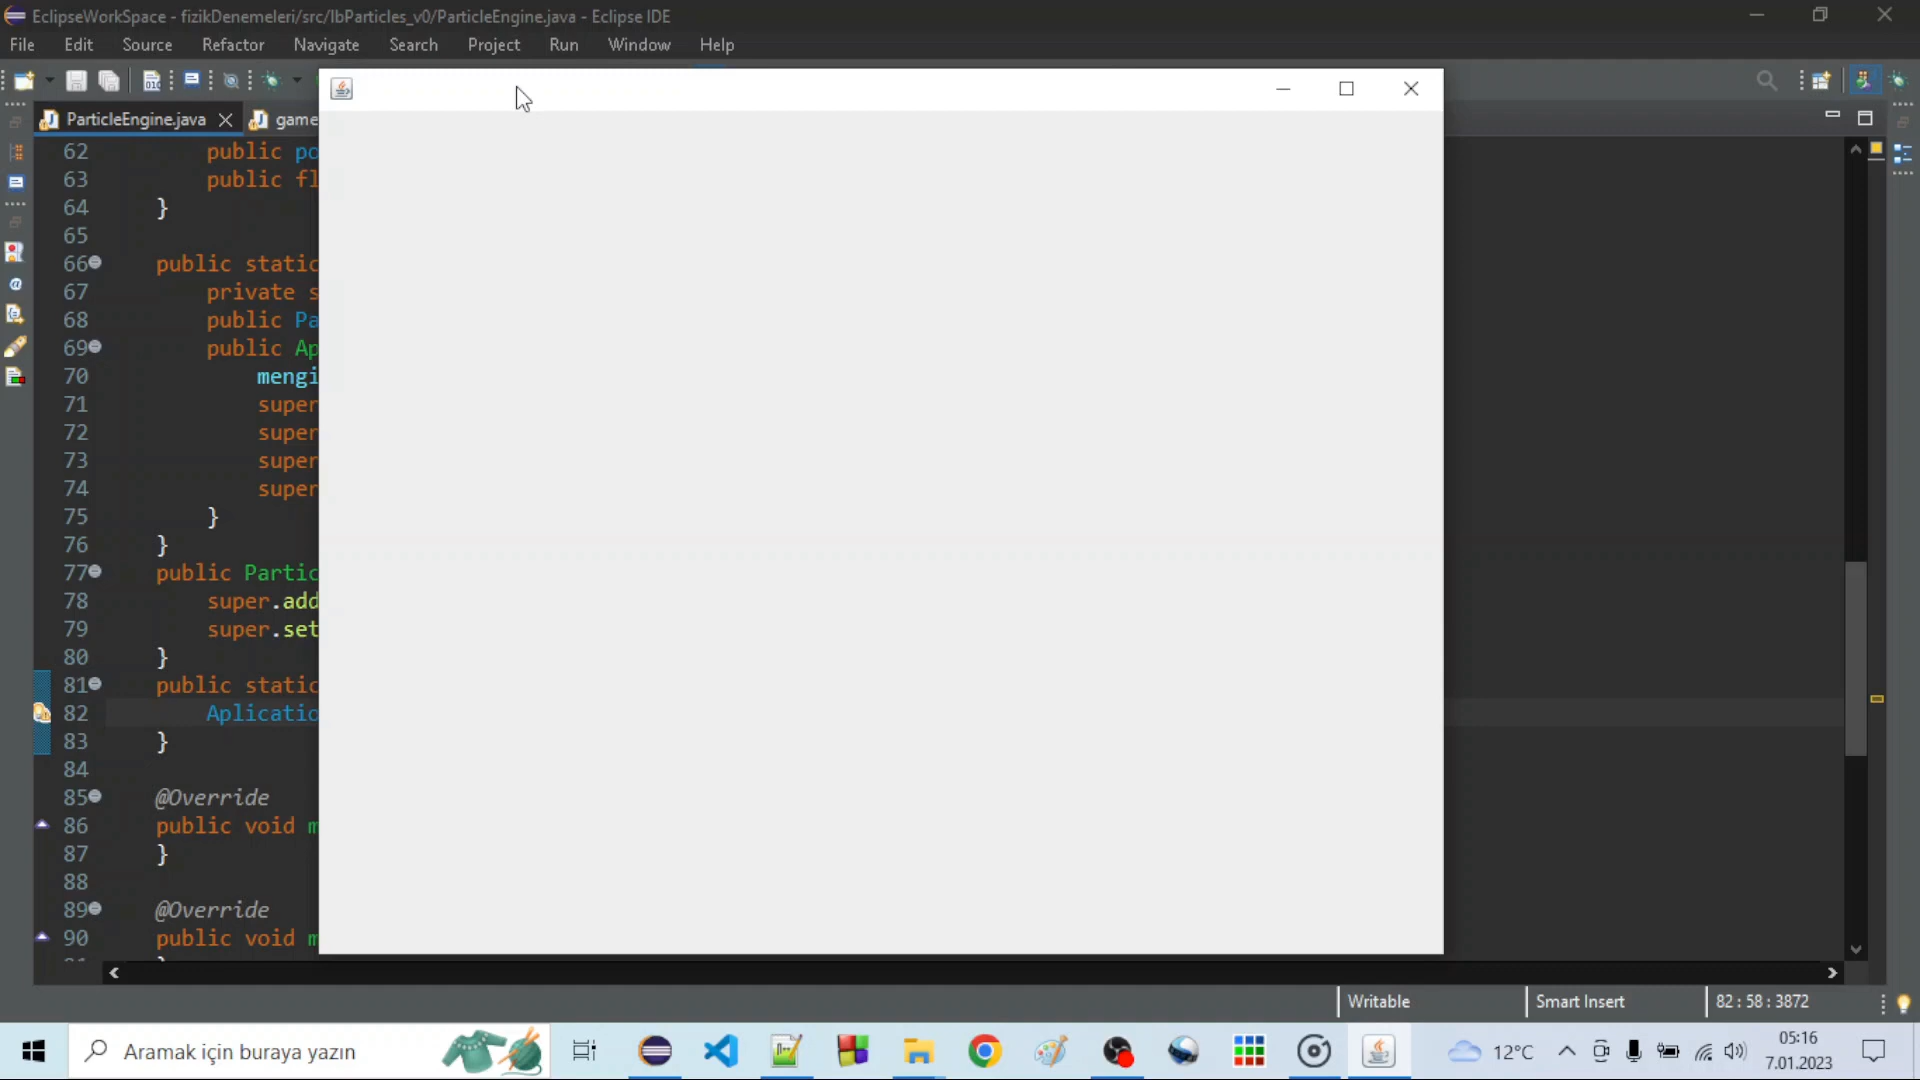 EclipseWorkSpace - fizikDenemeleri/src/IbParticles_v0/ParticleEngine.java - Eclipse IDE
File Edit Source Refactor Navigate Search Project Run Window Help
ParticleEngine.java game
62 public po
63 public fl
64 }
65
66 public static
67 private s
68 public Pa
69 public Ap
70 mengi
71 super
72 super
73 super
74 super
75 }
76 }
77 public Partic
78 super.add
79 super.set
80 }
81 public static
82 Aplicatio
83 }
84
85 @Override
86 public void m
87 }
88
89 @Override
90 public void m
Writable Smart Insert 82 : 58 : 3872
Aramak için buraya yazın
12°C
05:16
7.01.2023